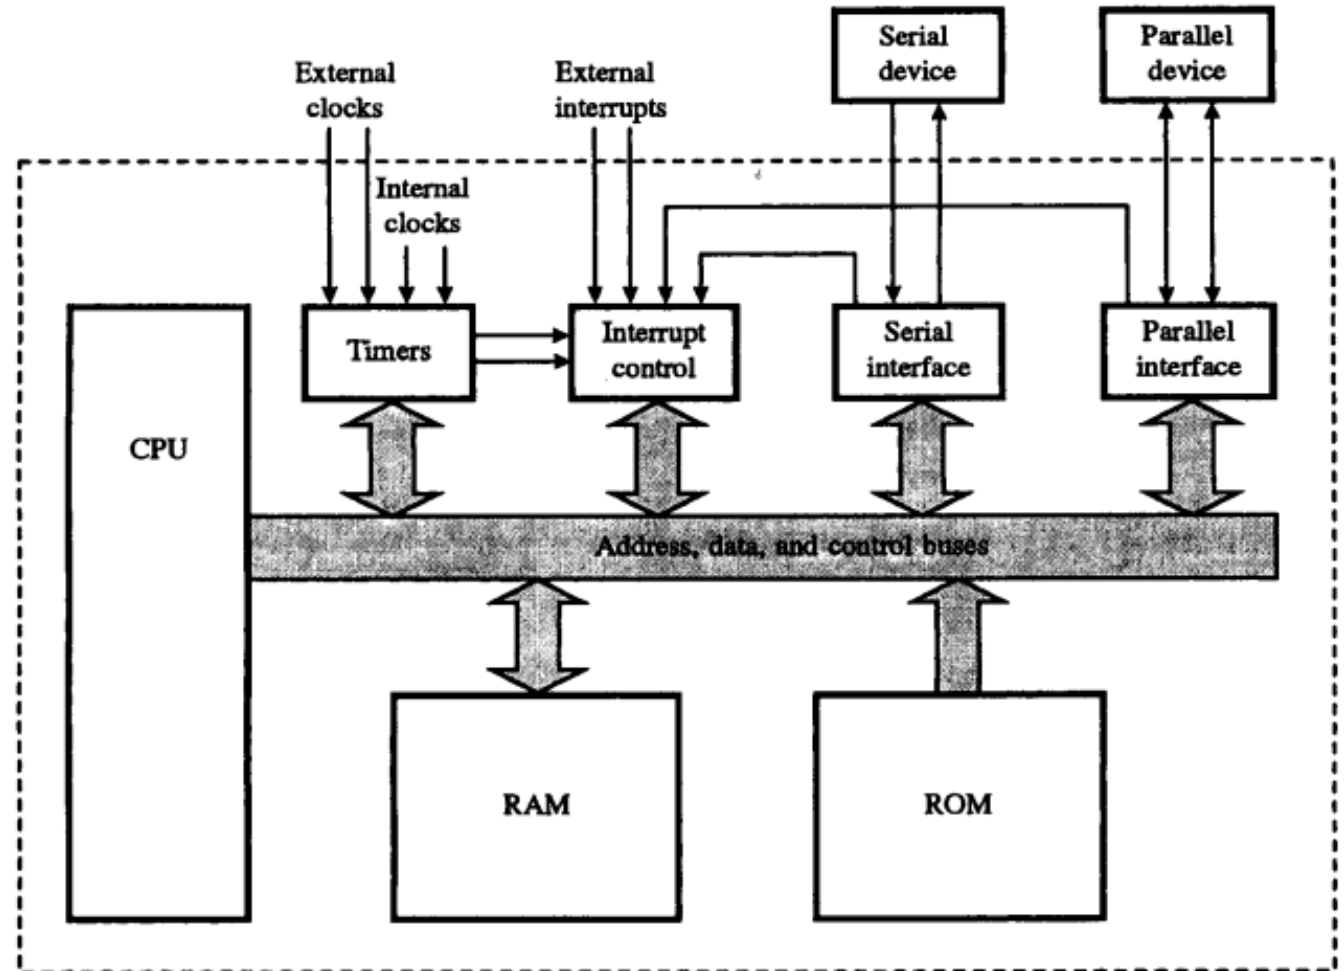 Serial
device
Parallel
device
External
clocks
External
interrupts
Internal
clocks
Timers
Interrupt
control
Serial
interface
Parallel
interface
CPU
Address, data, and control buses
RAM
ROM